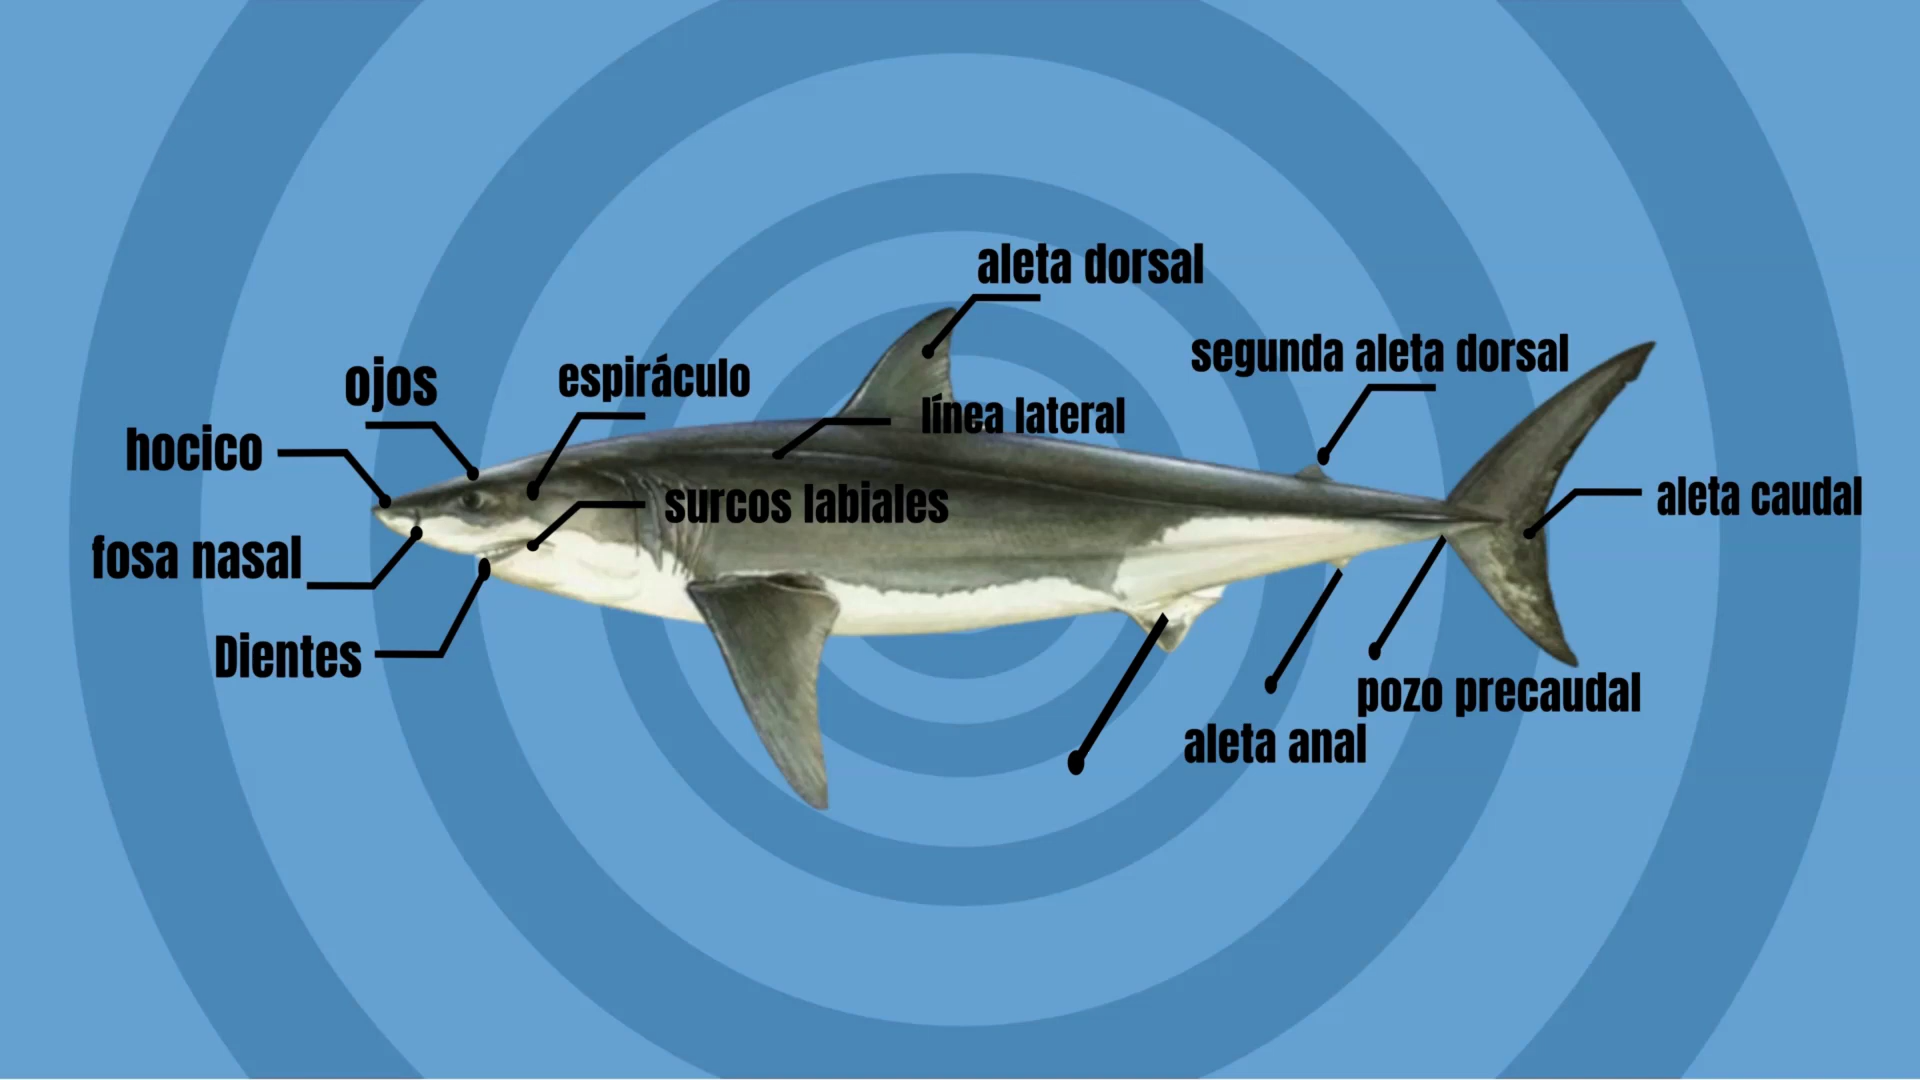 aleta dorsal
segunda aleta dorsal
ojos
espiráculo
línea lateral
hocico
surcos labiales
aleta caudal
fosa nasal
Dientes
pozo precaudal
aleta anal